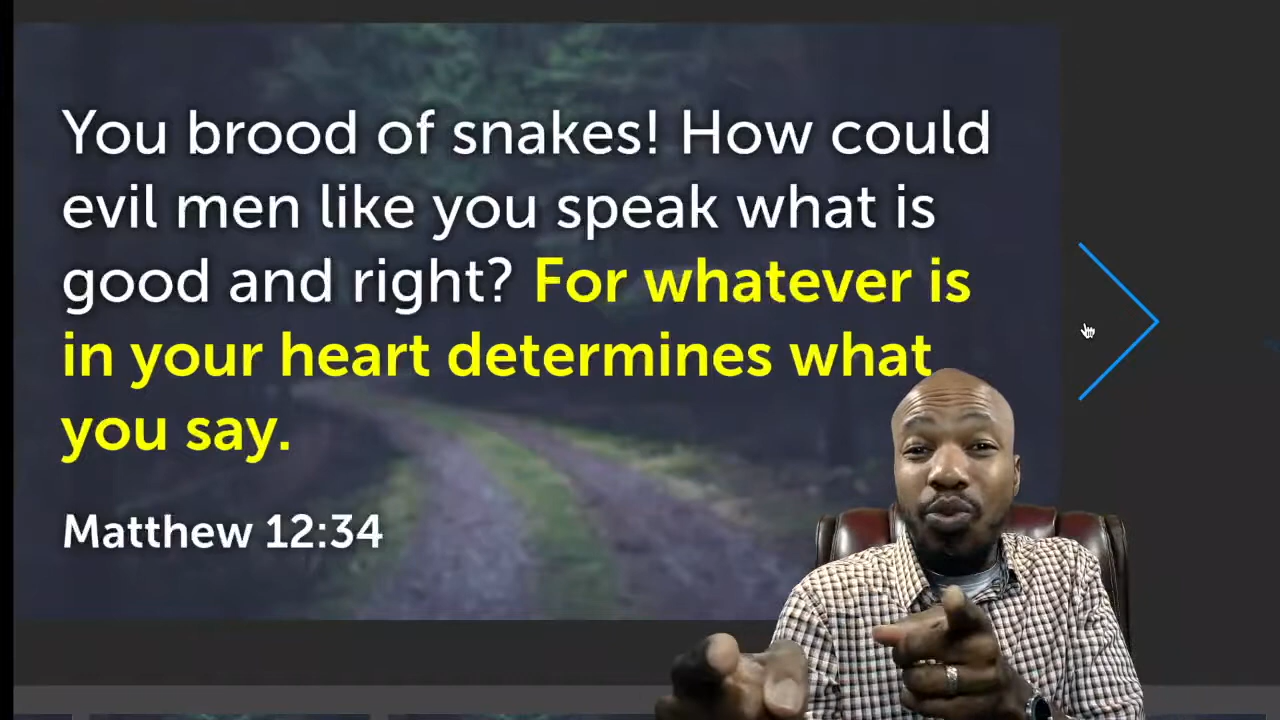 You brood of snakes! How could
evil men like you speak what is
good and right? For whatever is
in your heart determines what
you say.
Matthew 12:34